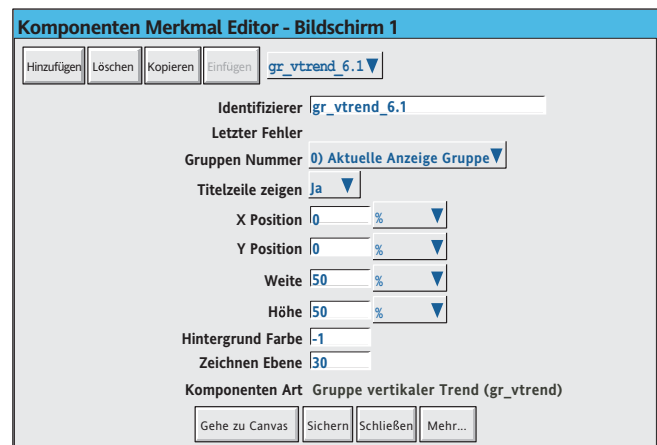 Komponenten Merkmal Editor - Bildschirm 1
Hinzufügen Löschen Kopieren Einfügen gr_vtrend_6.1
Identifizierer gr_vtrend_6.1
Letzter Fehler
Gruppen Nummer 0) Aktuelle Anzeige Gruppe
Titelzeile zeigen Ja
X Position 0 %
Y Position 0 %
Weite 50 %
Höhe 50 %
Hintergrund Farbe -1
Zeichnen Ebene 30
Komponenten Art Gruppe vertikaler Trend (gr_vtrend)
Gehe zu Canvas Sichern Schließen Mehr...